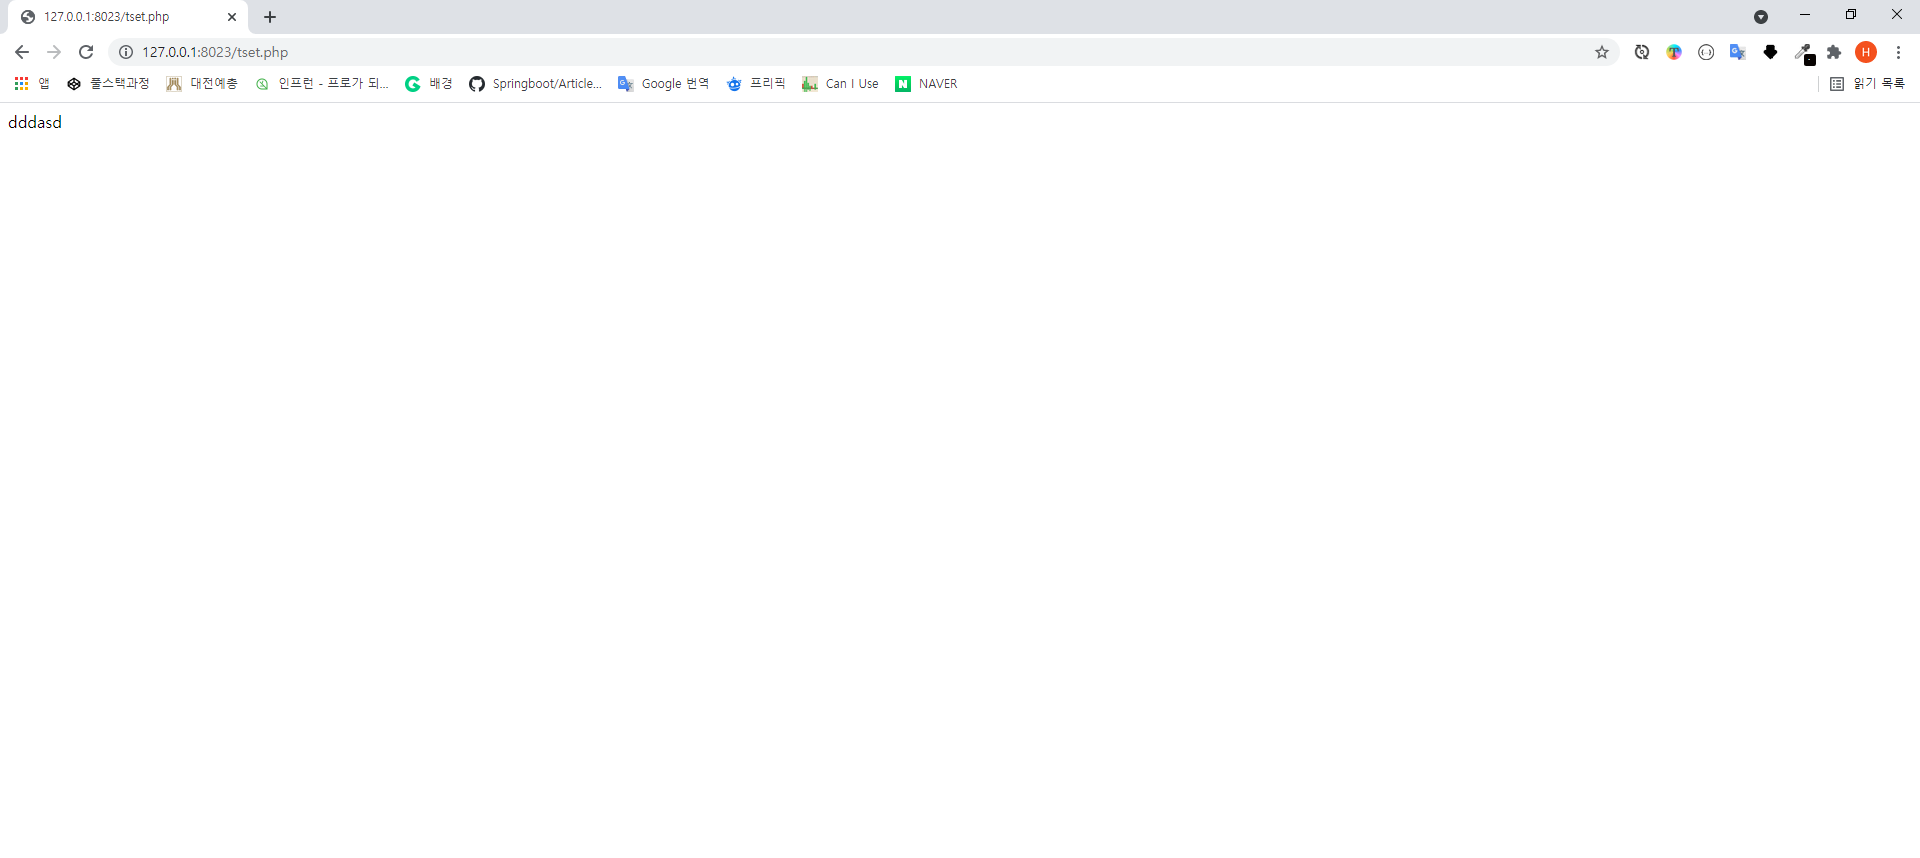 127.0.0.1:8023/tset.php
127.0.0.1:8023/tset.php H
앱 풀스택과정 대전예총 인프런 - 프로가 되... 배경 Springboot/Article... Google 번역 프리픽 Can I Use NAVER 읽기 목록
dddasd